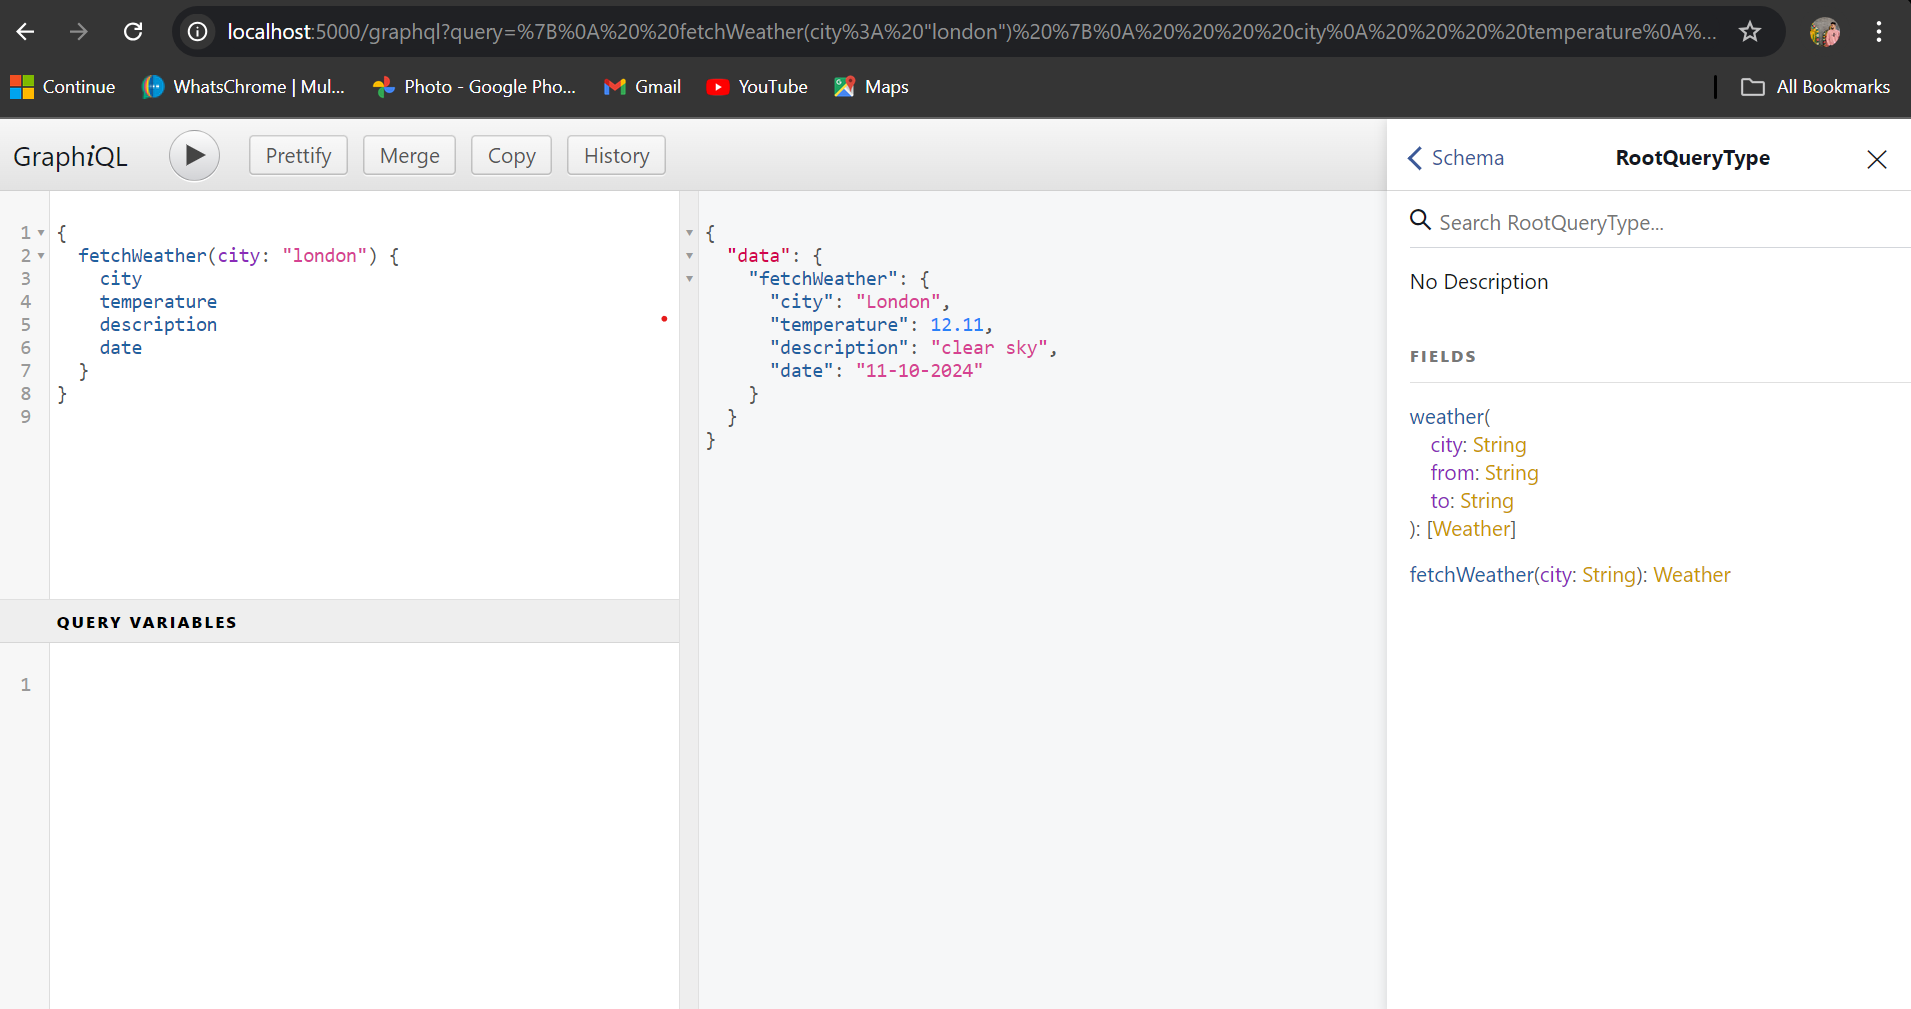 localhost:5000/graphql?query=%7B%0A%20%20fetchWeather(city%3A%20"london")%20%7B%0A%20%20%20%20city%0A%20%20%20%20temperature%0A%...
Continue WhatsChrome | Mul... Photo - Google Pho... Gmail YouTube Maps All Bookmarks
GraphiQL Prettify Merge Copy History
1 {
2 fetchWeather(city: "london") {
3 city
4 temperature
5 description
6 date
7 }
8 }
9
QUERY VARIABLES
1
{
"data": {
"fetchWeather": {
"city": "London",
"temperature": 12.11,
"description": "clear sky",
"date": "11-10-2024"
}
}
}
Schema RootQueryType
Search RootQueryType...
No Description
FIELDS
weather(
city: String
from: String
to: String
): [Weather]
fetchWeather(city: String): Weather